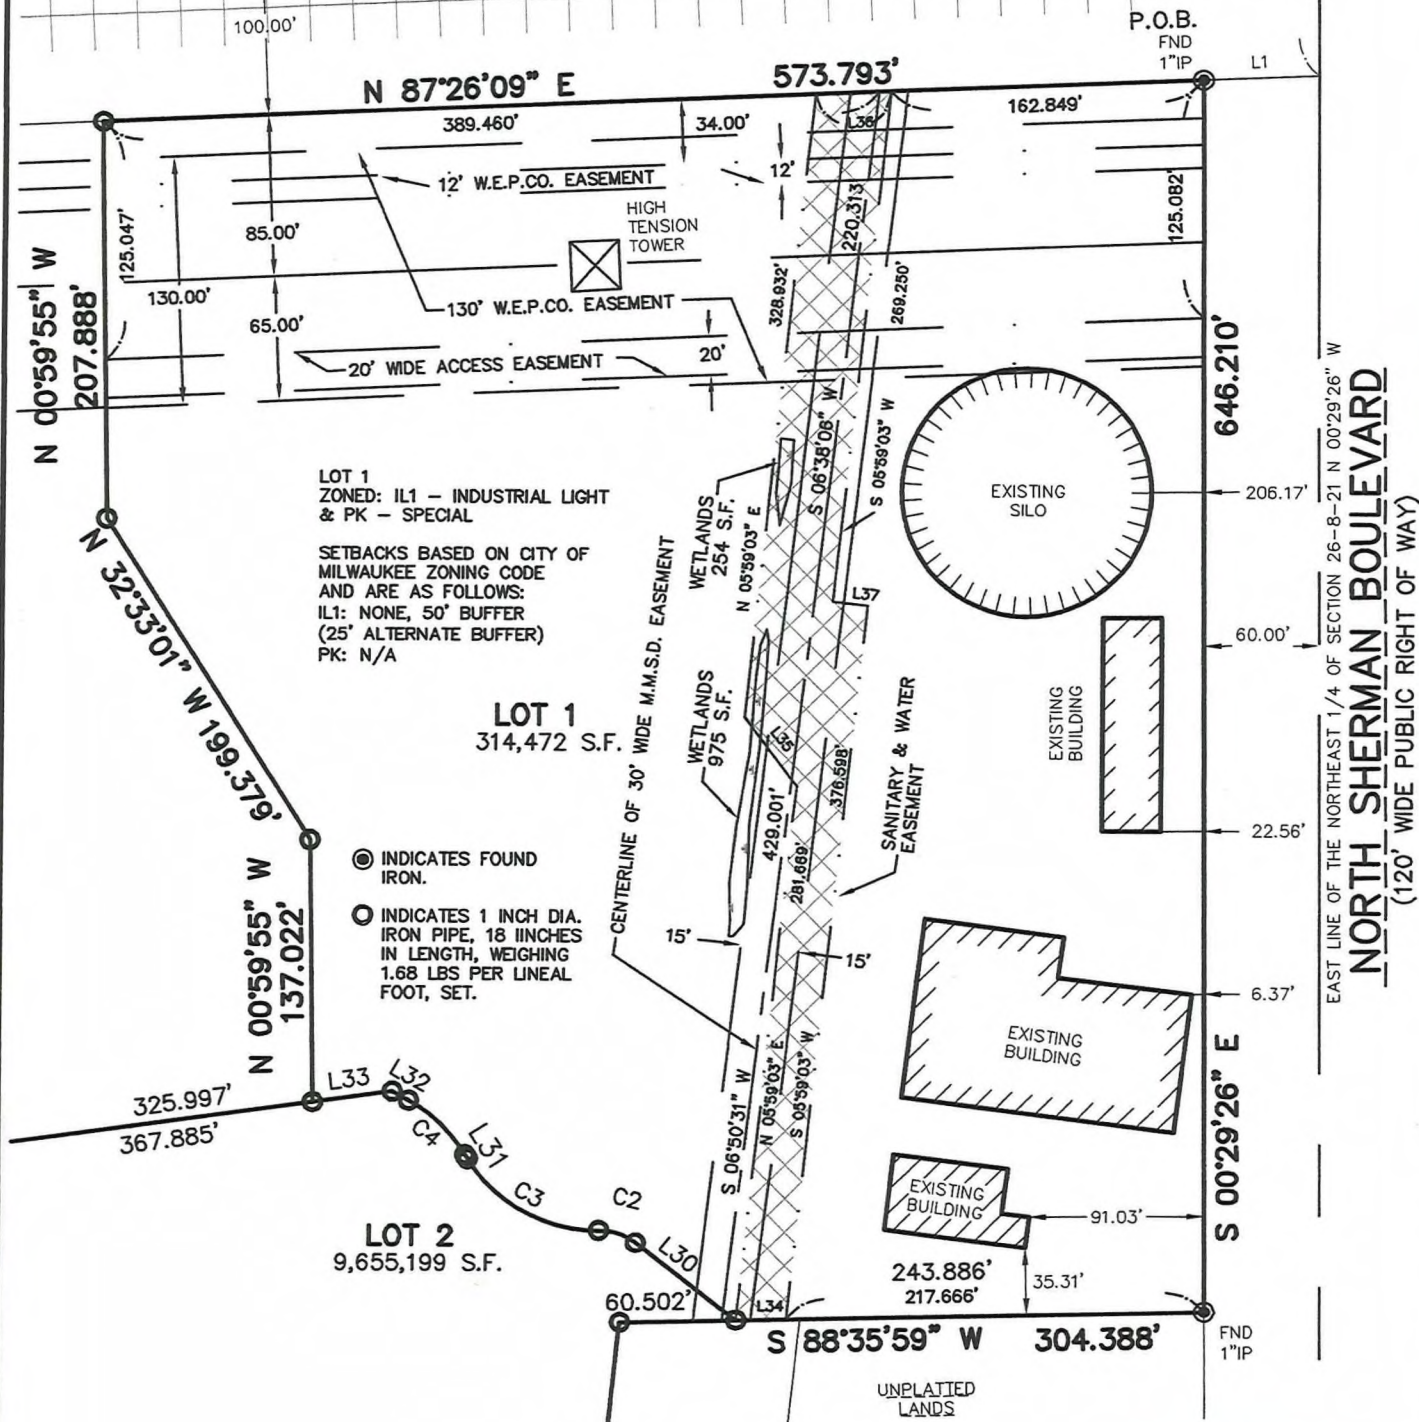 100.00'
P.O.B.
FND
1"IP
L1
N 87°26'09" E
573.793'
389.460'
34.00'
L36
162.849'
12' W.E.P.CO. EASEMENT
12'
HIGH
TENSION
TOWER
125.047'
85.00'
220.313
125.082'
130.00'
130' W.E.P.CO. EASEMENT
328.932'
269.250'
65.00'
20' WIDE ACCESS EASEMENT
20'
N 00°59'55" W
207.888'
646.210'
S 06°38'06" W
S 05°59'03" W
LOT 1
ZONED: IL1 – INDUSTRIAL LIGHT
& PK – SPECIAL
SETBACKS BASED ON CITY OF
MILWAUKEE ZONING CODE
AND ARE AS FOLLOWS:
IL1: NONE, 50' BUFFER
(25' ALTERNATE BUFFER)
PK: N/A
WETLANDS
254 S.F.
N 05°59'03" E
EXISTING
SILO
206.17'
L37
60.00'
N 32°33'01" W 199.379'
LOT 1
314,472 S.F.
CENTERLINE OF 30' WIDE M.M.S.D. EASEMENT
WETLANDS
975 S.F.
L35
429.001'
376.598'
281.669'
SANITARY & WATER
EASEMENT
EXISTING
BUILDING
22.56'
EAST LINE OF THE NORTHEAST 1/4 OF SECTION 26-8-21 N 00°29'26" W
NORTH SHERMAN BOULEVARD
(120' WIDE PUBLIC RIGHT OF WAY)
INDICATES FOUND
IRON.
INDICATES 1 INCH DIA.
IRON PIPE, 18 IINCHES
IN LENGTH, WEIGHING
1.68 LBS PER LINEAL
FOOT, SET.
N 00°59'55" W
137.022'
15'
15'
6.37'
EXISTING
BUILDING
S 00°29'26" E
S 06°50'31" W
N 05°59'03" E
S 05°59'03" W
325.997'
367.885'
L33
L32
C4
L31
C3
C2
L30
EXISTING
BUILDING
91.03'
LOT 2
9,655,199 S.F.
243.886'
217.666'
35.31'
60.502'
L34
S 88°35'59" W
304.388'
FND
1"IP
UNPLATTED
LANDS